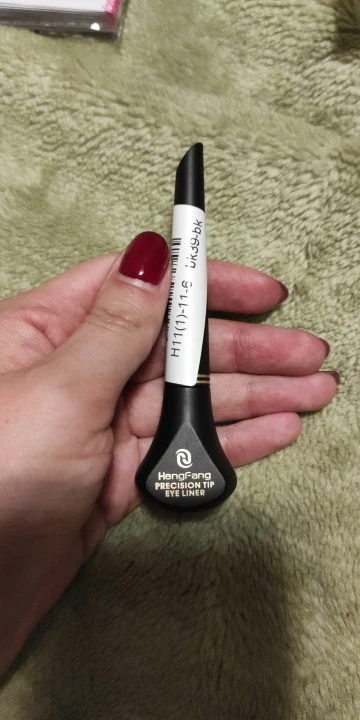 H11(1)-11-6 bk39-bk
HengFang
PRECISION TIP
EYE LINER